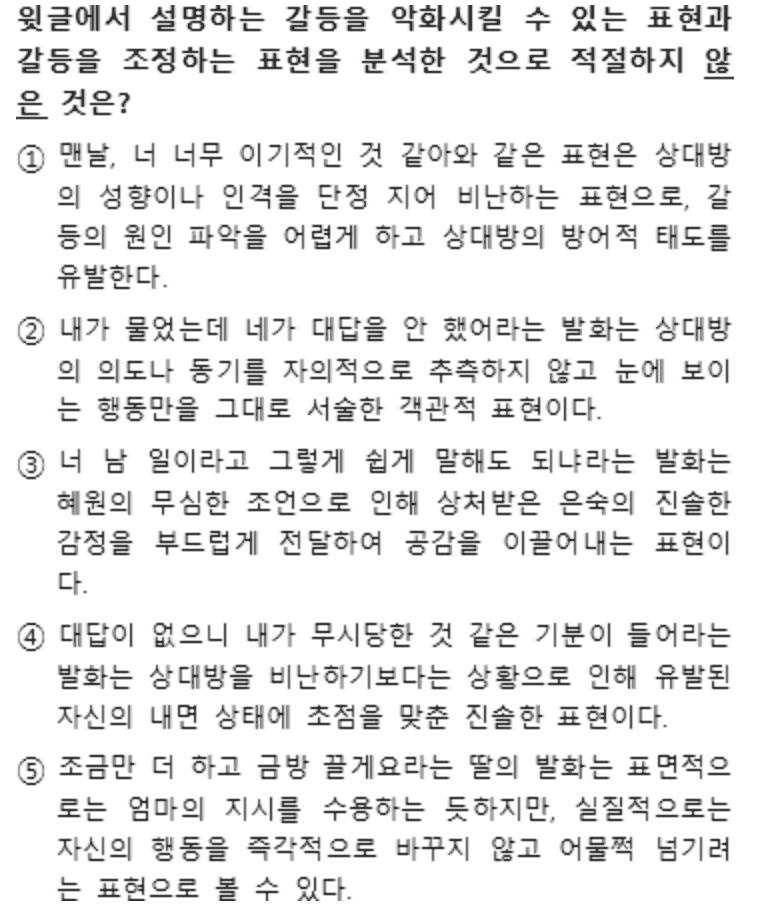 윗글에서 설명하는 갈등을 악화시킬 수 있는 표현과
갈등을 조정하는 표현을 분석한 것으로 적절하지 않
은 것은?
① 맨날, 너 너무 이기적인 것 같아와 같은 표현은 상대방
의 성향이나 인격을 단정 지어 비난하는 표현으로, 갈
등의 원인 파악을 어렵게 하고 상대방의 방어적 태도를
유발한다.
② 내가 물었는데 네가 대답을 안 했어라는 발화는 상대방
의 의도나 동기를 자의적으로 추측하지 않고 눈에 보이
는 행동만을 그대로 서술한 객관적 표현이다.
③ 너 남 일이라고 그렇게 쉽게 말해도 되냐라는 발화는
혜원의 무심한 조언으로 인해 상처받은 은숙의 진솔한
감정을 부드럽게 전달하여 공감을 이끌어내는 표현이
다.
④ 대답이 없으니 내가 무시당한 것 같은 기분이 들어라는
발화는 상대방을 비난하기보다는 상황으로 인해 유발된
자신의 내면 상태에 초점을 맞춘 진솔한 표현이다.
⑤ 조금만 더 하고 금방 끌게요라는 딸의 발화는 표면적으
로는 엄마의 지시를 수용하는 듯하지만, 실질적으로는
자신의 행동을 즉각적으로 바꾸지 않고 어물쩍 넘기려
는 표현으로 볼 수 있다.